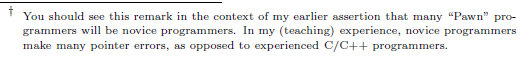 † You should see this remark in the context of my earlier assertion that many “Pawn” pro-
grammers will be novice programmers. In my (teaching) experience, novice programmers
make many pointer errors, as opposed to experienced C/C++ programmers.